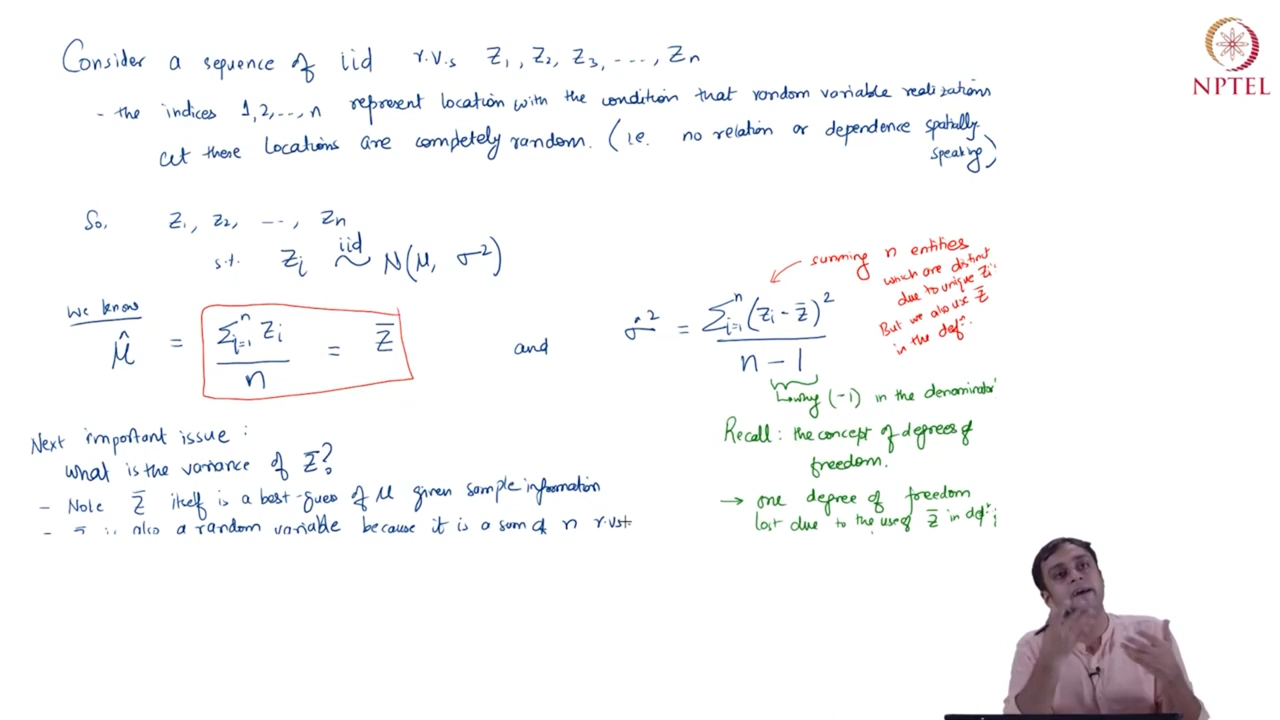 Consider a sequence of iid r.v.s Z1, Z2, Z3, ...., Zn
- the indices 1,2,...,n represent location with the condition that random variable realizations
at these locations are completely random. (i.e. no relation or dependence spatially
speaking)
NPTEL
So, Z1, Z2, ..., Zn
s.t. Zi iid ~ N(μ, σ²)
we know
μ̂ = Σⁿi=1 Zi / n = Z̄ and σ̂² = Σⁿi=1 (Zi - Z̄)² / n - 1
summing n entities
which are distinct
due to unique Zi.
But we also use Z̄
in the defⁿ.
↳ why (-1) in the denominator
Recall : the concept of degrees of
freedom.
→ one degree of freedom
lost due to the use of Z̄ in defⁿ
Next important issue :
What is the variance of Z̄?
- Note Z̄ itself is a best-guess of μ given sample information
- is also a random variable because it is a sum of n r.vs